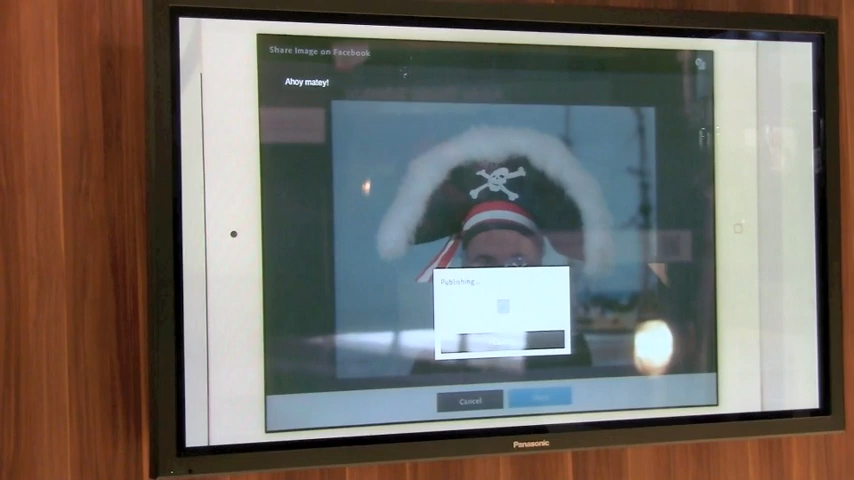 Share Image on Facebook
Ahoy matey!
Publishing...
Cancel
Panasonic